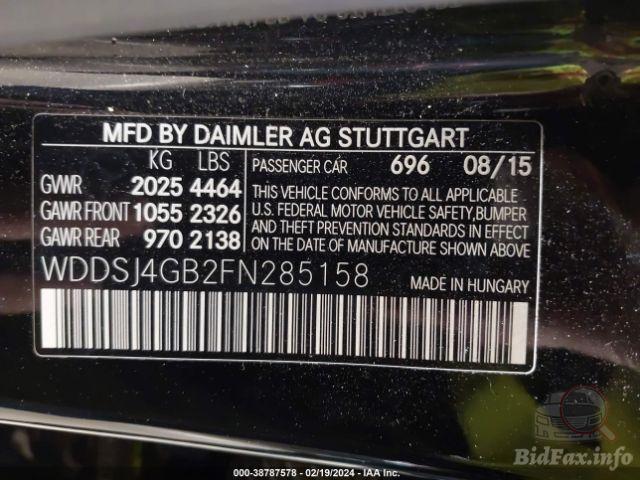 MFD BY DAIMLER AG STUTTGART
KG LBS
GVWR 2025 4464
GAWR FRONT 1055 2326
GAWR REAR 970 2138
PASSENGER CAR 696 08/15
THIS VEHICLE CONFORMS TO ALL APPLICABLE
U.S. FEDERAL MOTOR VEHICLE SAFETY, BUMPER
AND THEFT PREVENTION STANDARDS IN EFFECT
ON THE DATE OF MANUFACTURE SHOWN ABOVE.
WDDSJ4GB2FN285158
MADE IN HUNGARY
000-38787578 - 02/19/2024 - IAA Inc.
BidFax.info